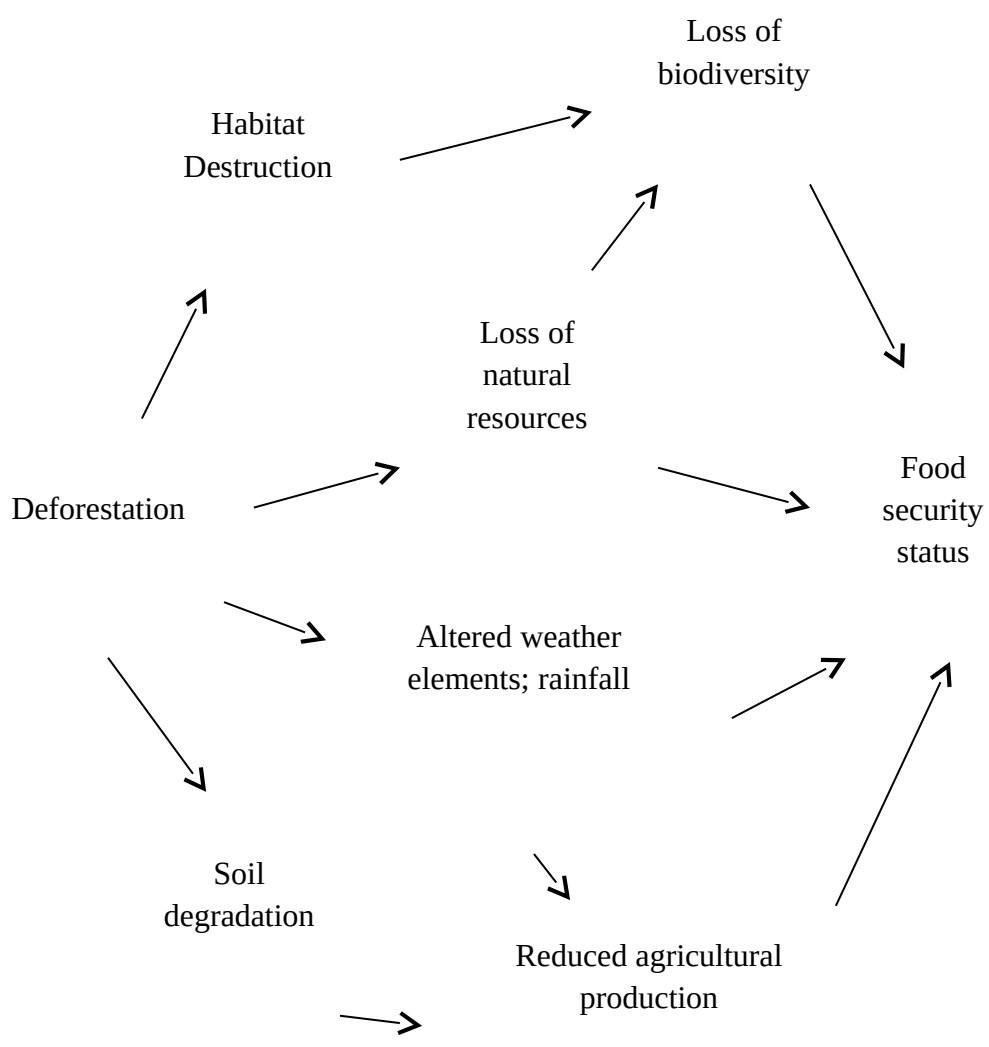 Loss of
biodiversity
Habitat
Destruction
Loss of
natural
resources
Deforestation
Food
security
status
Altered weather
elements; rainfall
Soil
degradation
Reduced agricultural
production